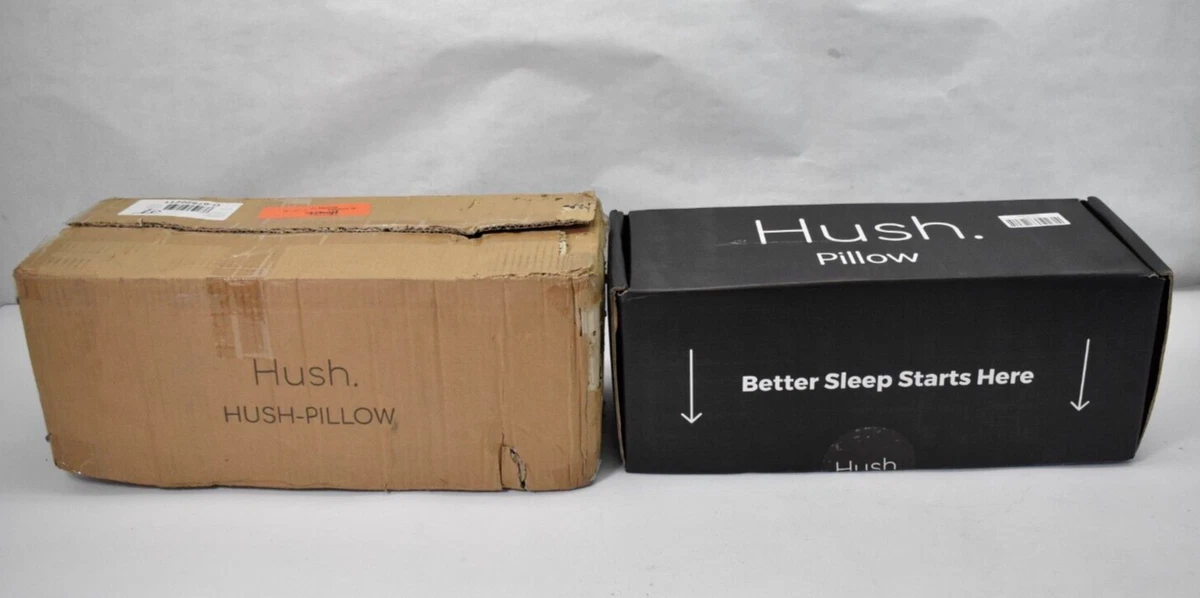 Hush.
HUSH-PILLOW
Hush.
Pillow
Better Sleep Starts Here
Hush